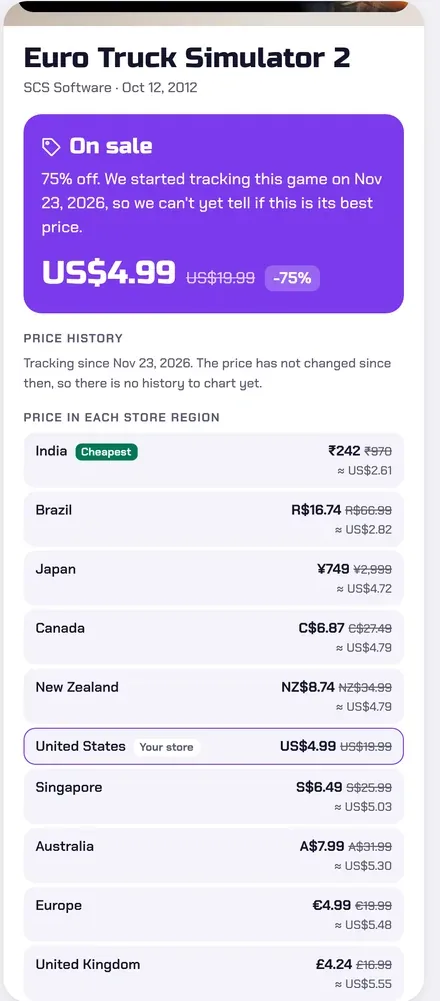 Euro Truck Simulator 2
SCS Software · Oct 12, 2012
On sale
75% off. We started tracking this game on Nov
23, 2026, so we can't yet tell if this is its best
price.
US$4.99 US$19.99 -75%
PRICE HISTORY
Tracking since Nov 23, 2026. The price has not changed since
then, so there is no history to chart yet.
PRICE IN EACH STORE REGION
India Cheapest ₹242 ₹970
≈ US$2.61
Brazil R$16.74 R$66.99
≈ US$2.82
Japan ¥749 ¥2,999
≈ US$4.72
Canada C$6.87 C$27.49
≈ US$4.79
New Zealand NZ$8.74 NZ$34.99
≈ US$4.79
United States Your store US$4.99 US$19.99
Singapore S$6.49 S$25.99
≈ US$5.03
Australia A$7.99 A$31.99
≈ US$5.30
Europe €4.99 €19.99
≈ US$5.48
United Kingdom £4.24 £16.99
≈ US$5.55